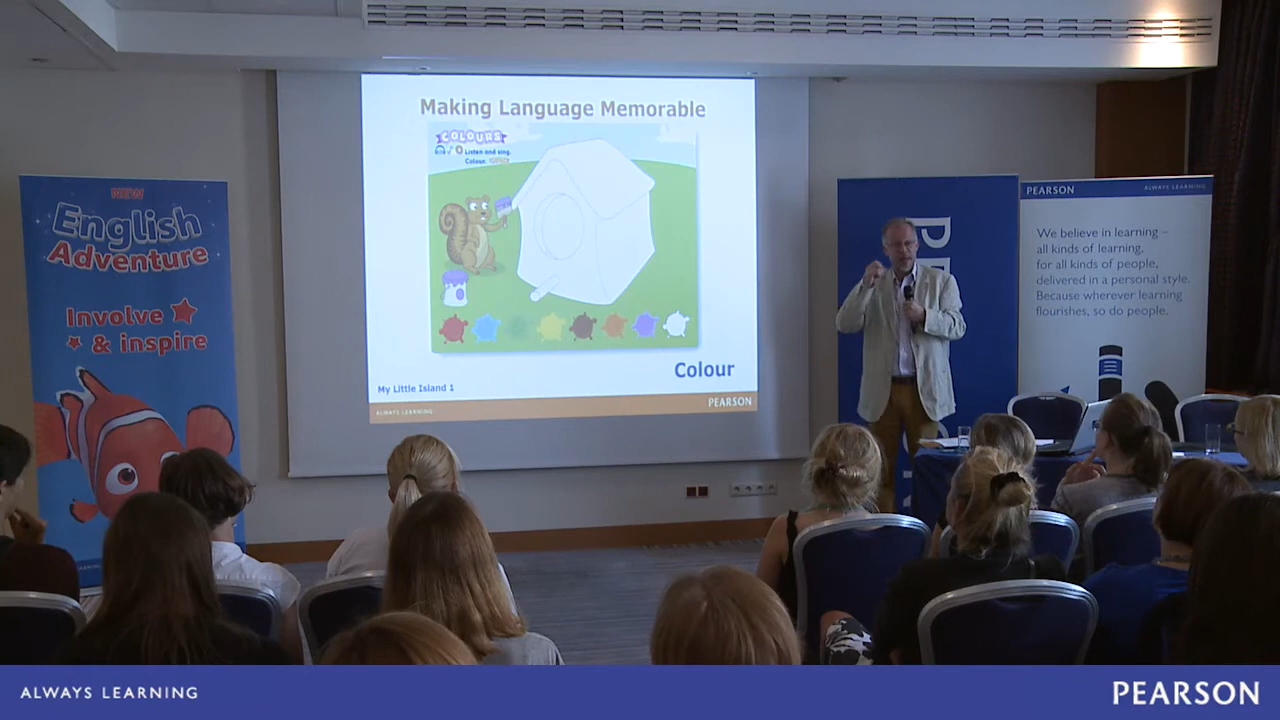 Making Language Memorable
COLOURS
Listen and sing.
Colour.
Colour
My Little Island 1
ALWAYS LEARNING
PEARSON
NEW
English
Adventure
Involve
& inspire
PE
PEARSON
ALWAYS LEARNING
We believe in learning –
all kinds of learning,
for all kinds of people,
delivered in a personal style.
Because wherever learning
flourishes, so do people.
ALWAYS LEARNING
PEARSON